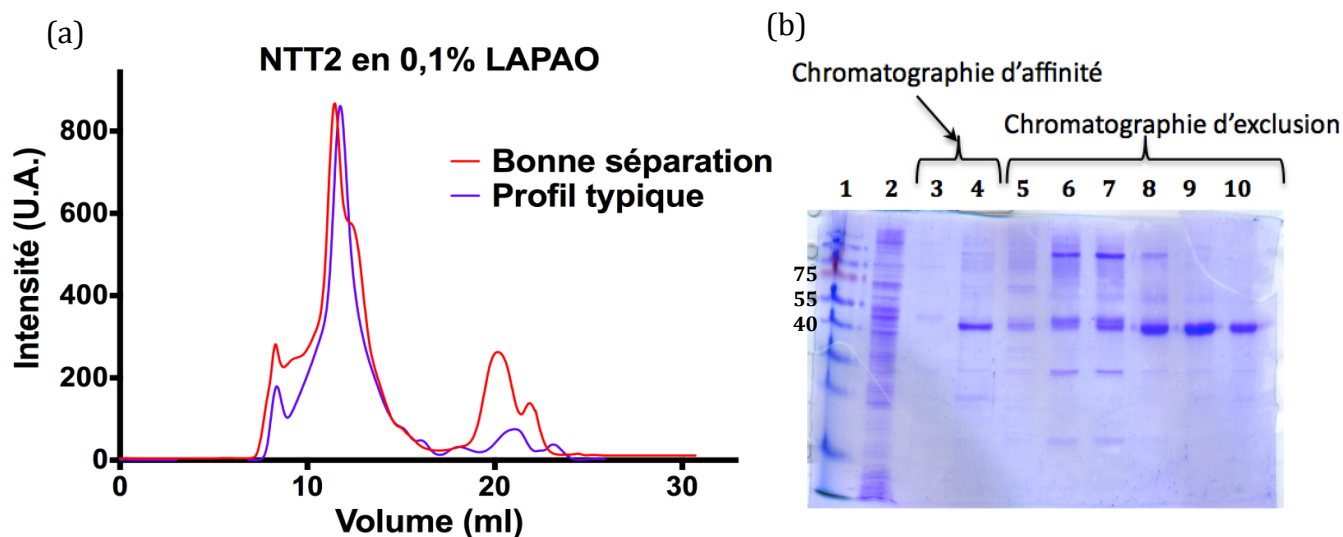 (a)
NTT2 en 0,1% LAPAO
Intensité (U.A.)
800
600
400
200
0
Bonne séparation
Profil typique
0 10 20 30
Volume (ml)
(b)
Chromatographie d'affinité
Chromatographie d'exclusion
1 2 3 4 5 6 7 8 9 10
75
55
40